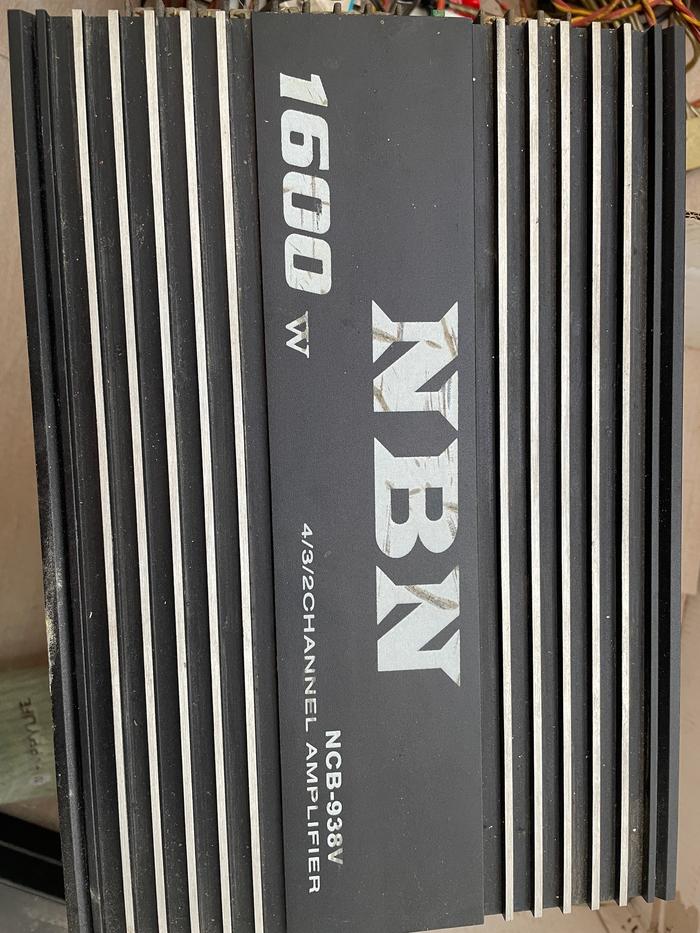 NBN
1600 W
NCB-938V
4/3/2CHANNEL AMPLIFIER